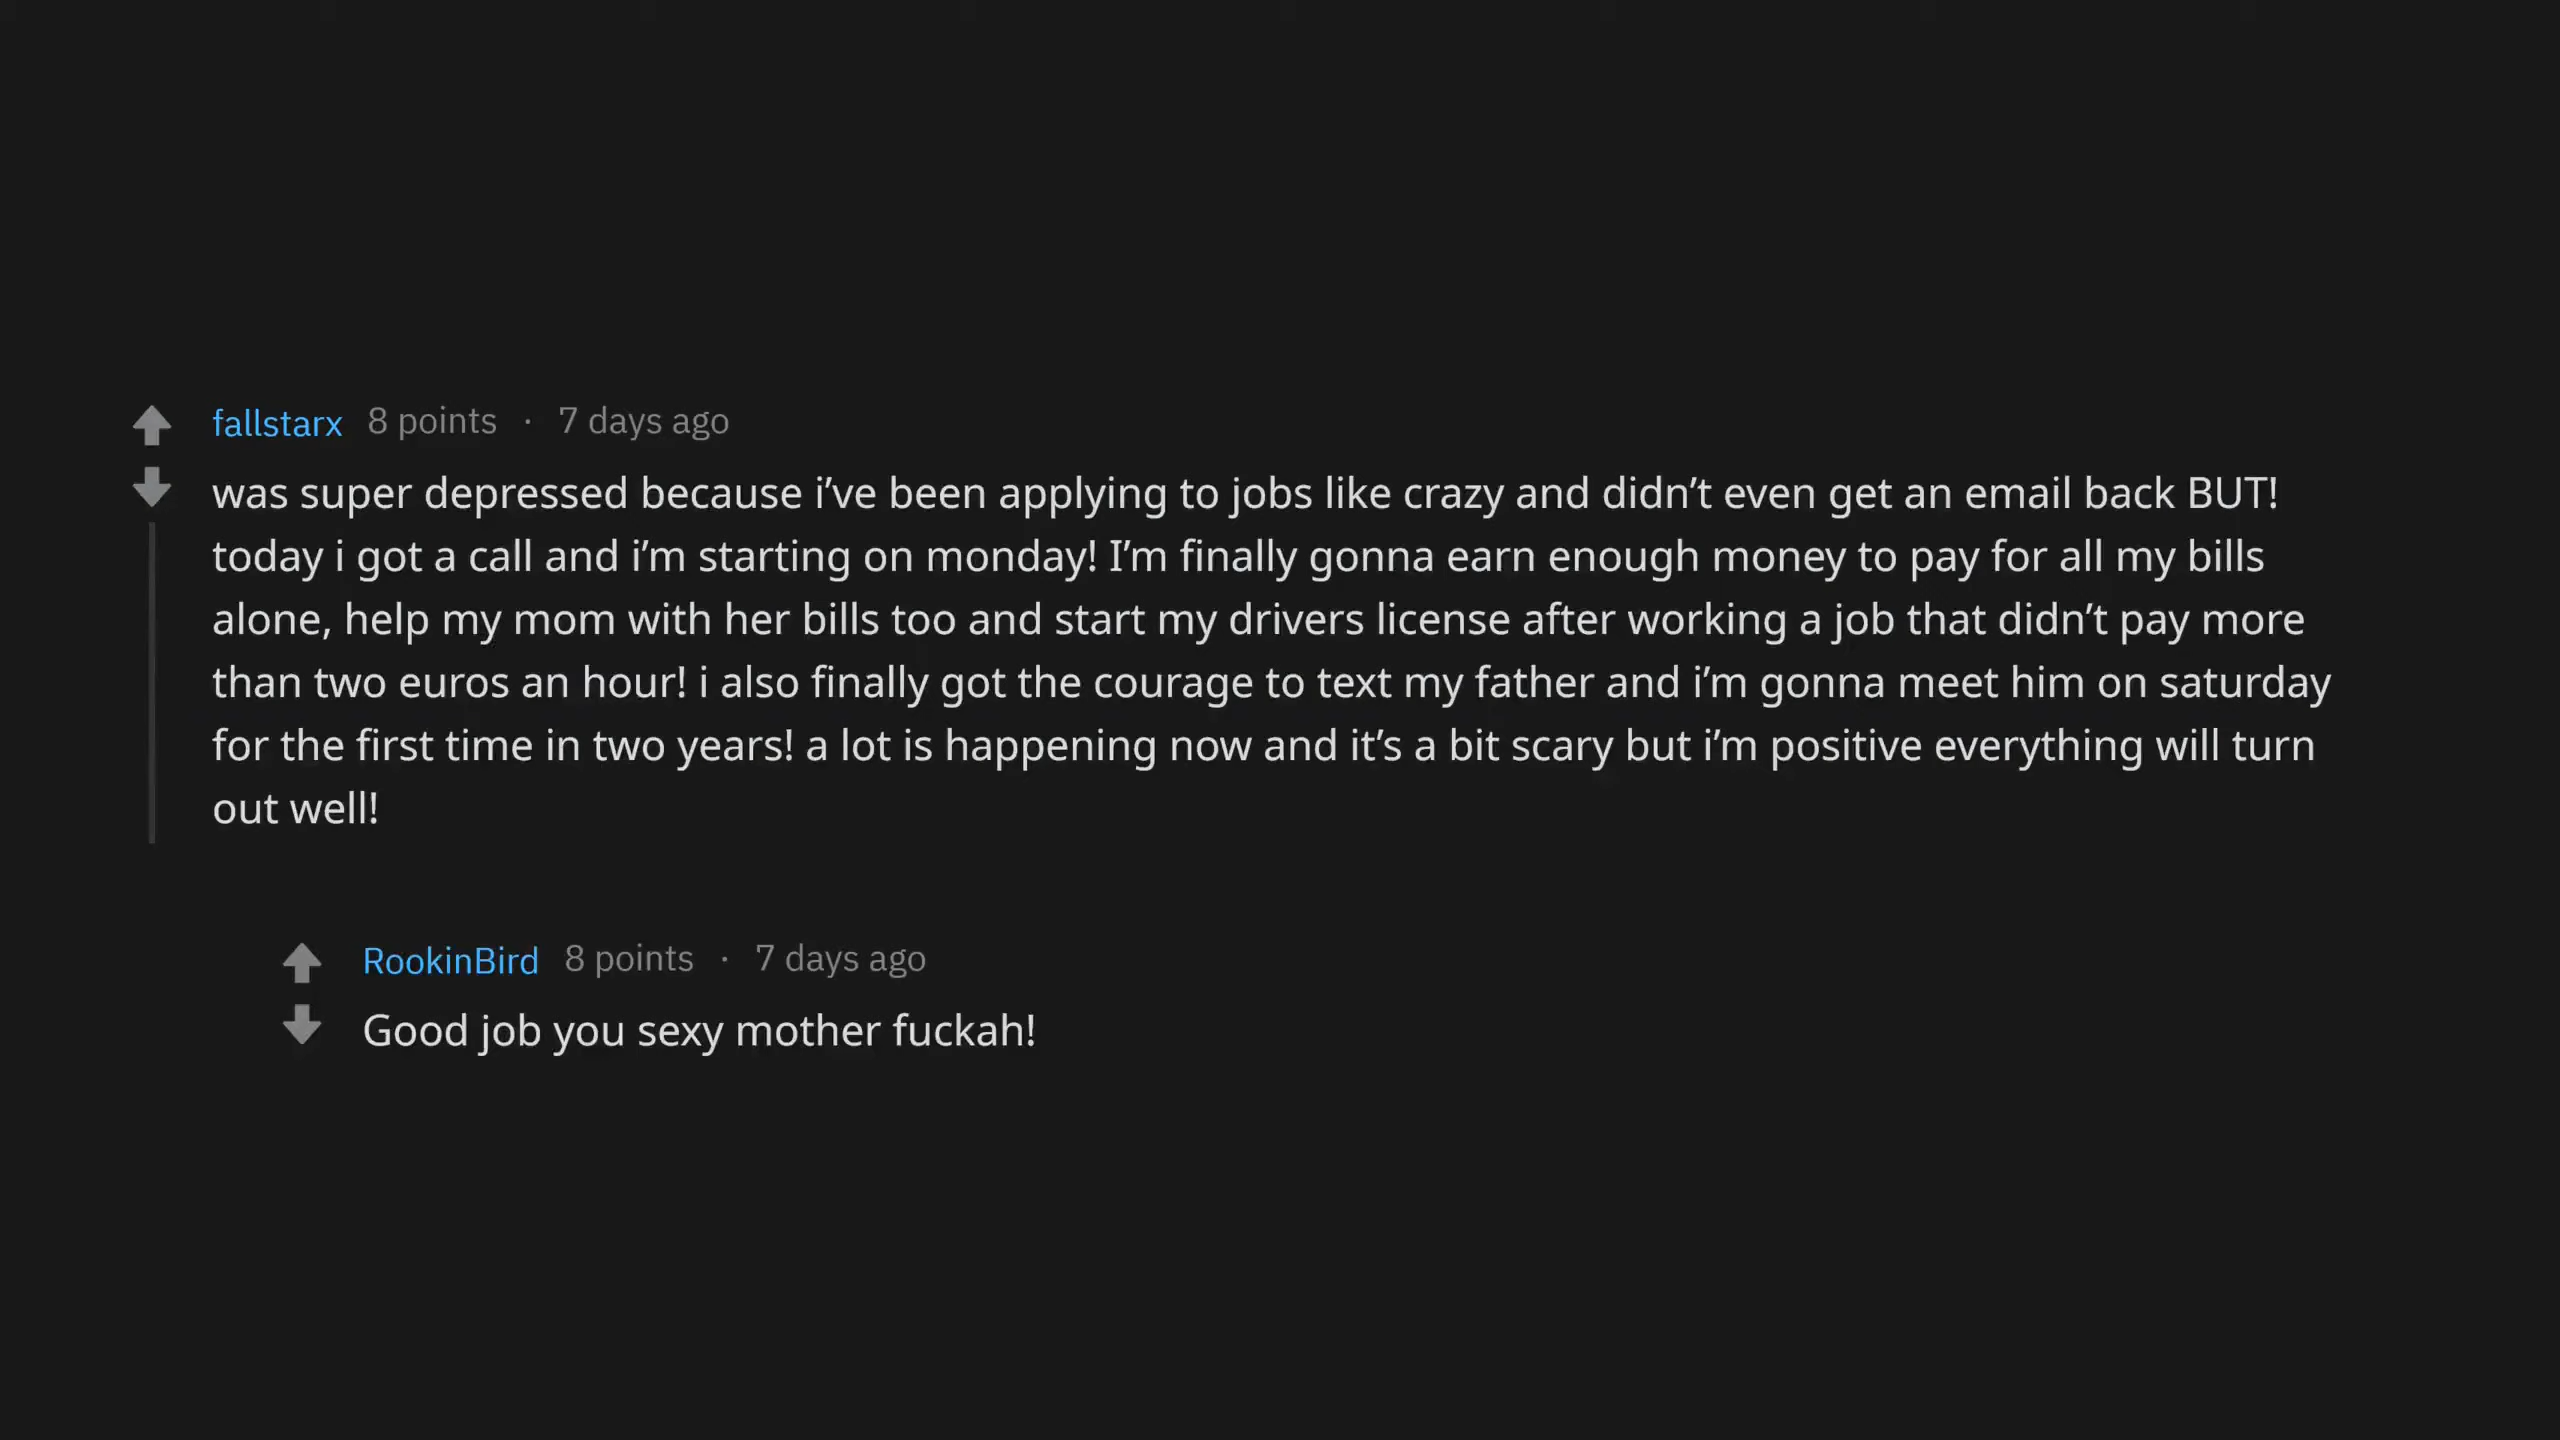 fallstarx 8 points · 7 days ago
was super depressed because i’ve been applying to jobs like crazy and didn’t even get an email back BUT!
today i got a call and i’m starting on monday! I’m finally gonna earn enough money to pay for all my bills
alone, help my mom with her bills too and start my drivers license after working a job that didn’t pay more
than two euros an hour! i also finally got the courage to text my father and i’m gonna meet him on saturday
for the first time in two years! a lot is happening now and it’s a bit scary but i’m positive everything will turn
out well!
RookinBird 8 points · 7 days ago
Good job you sexy mother fuckah!